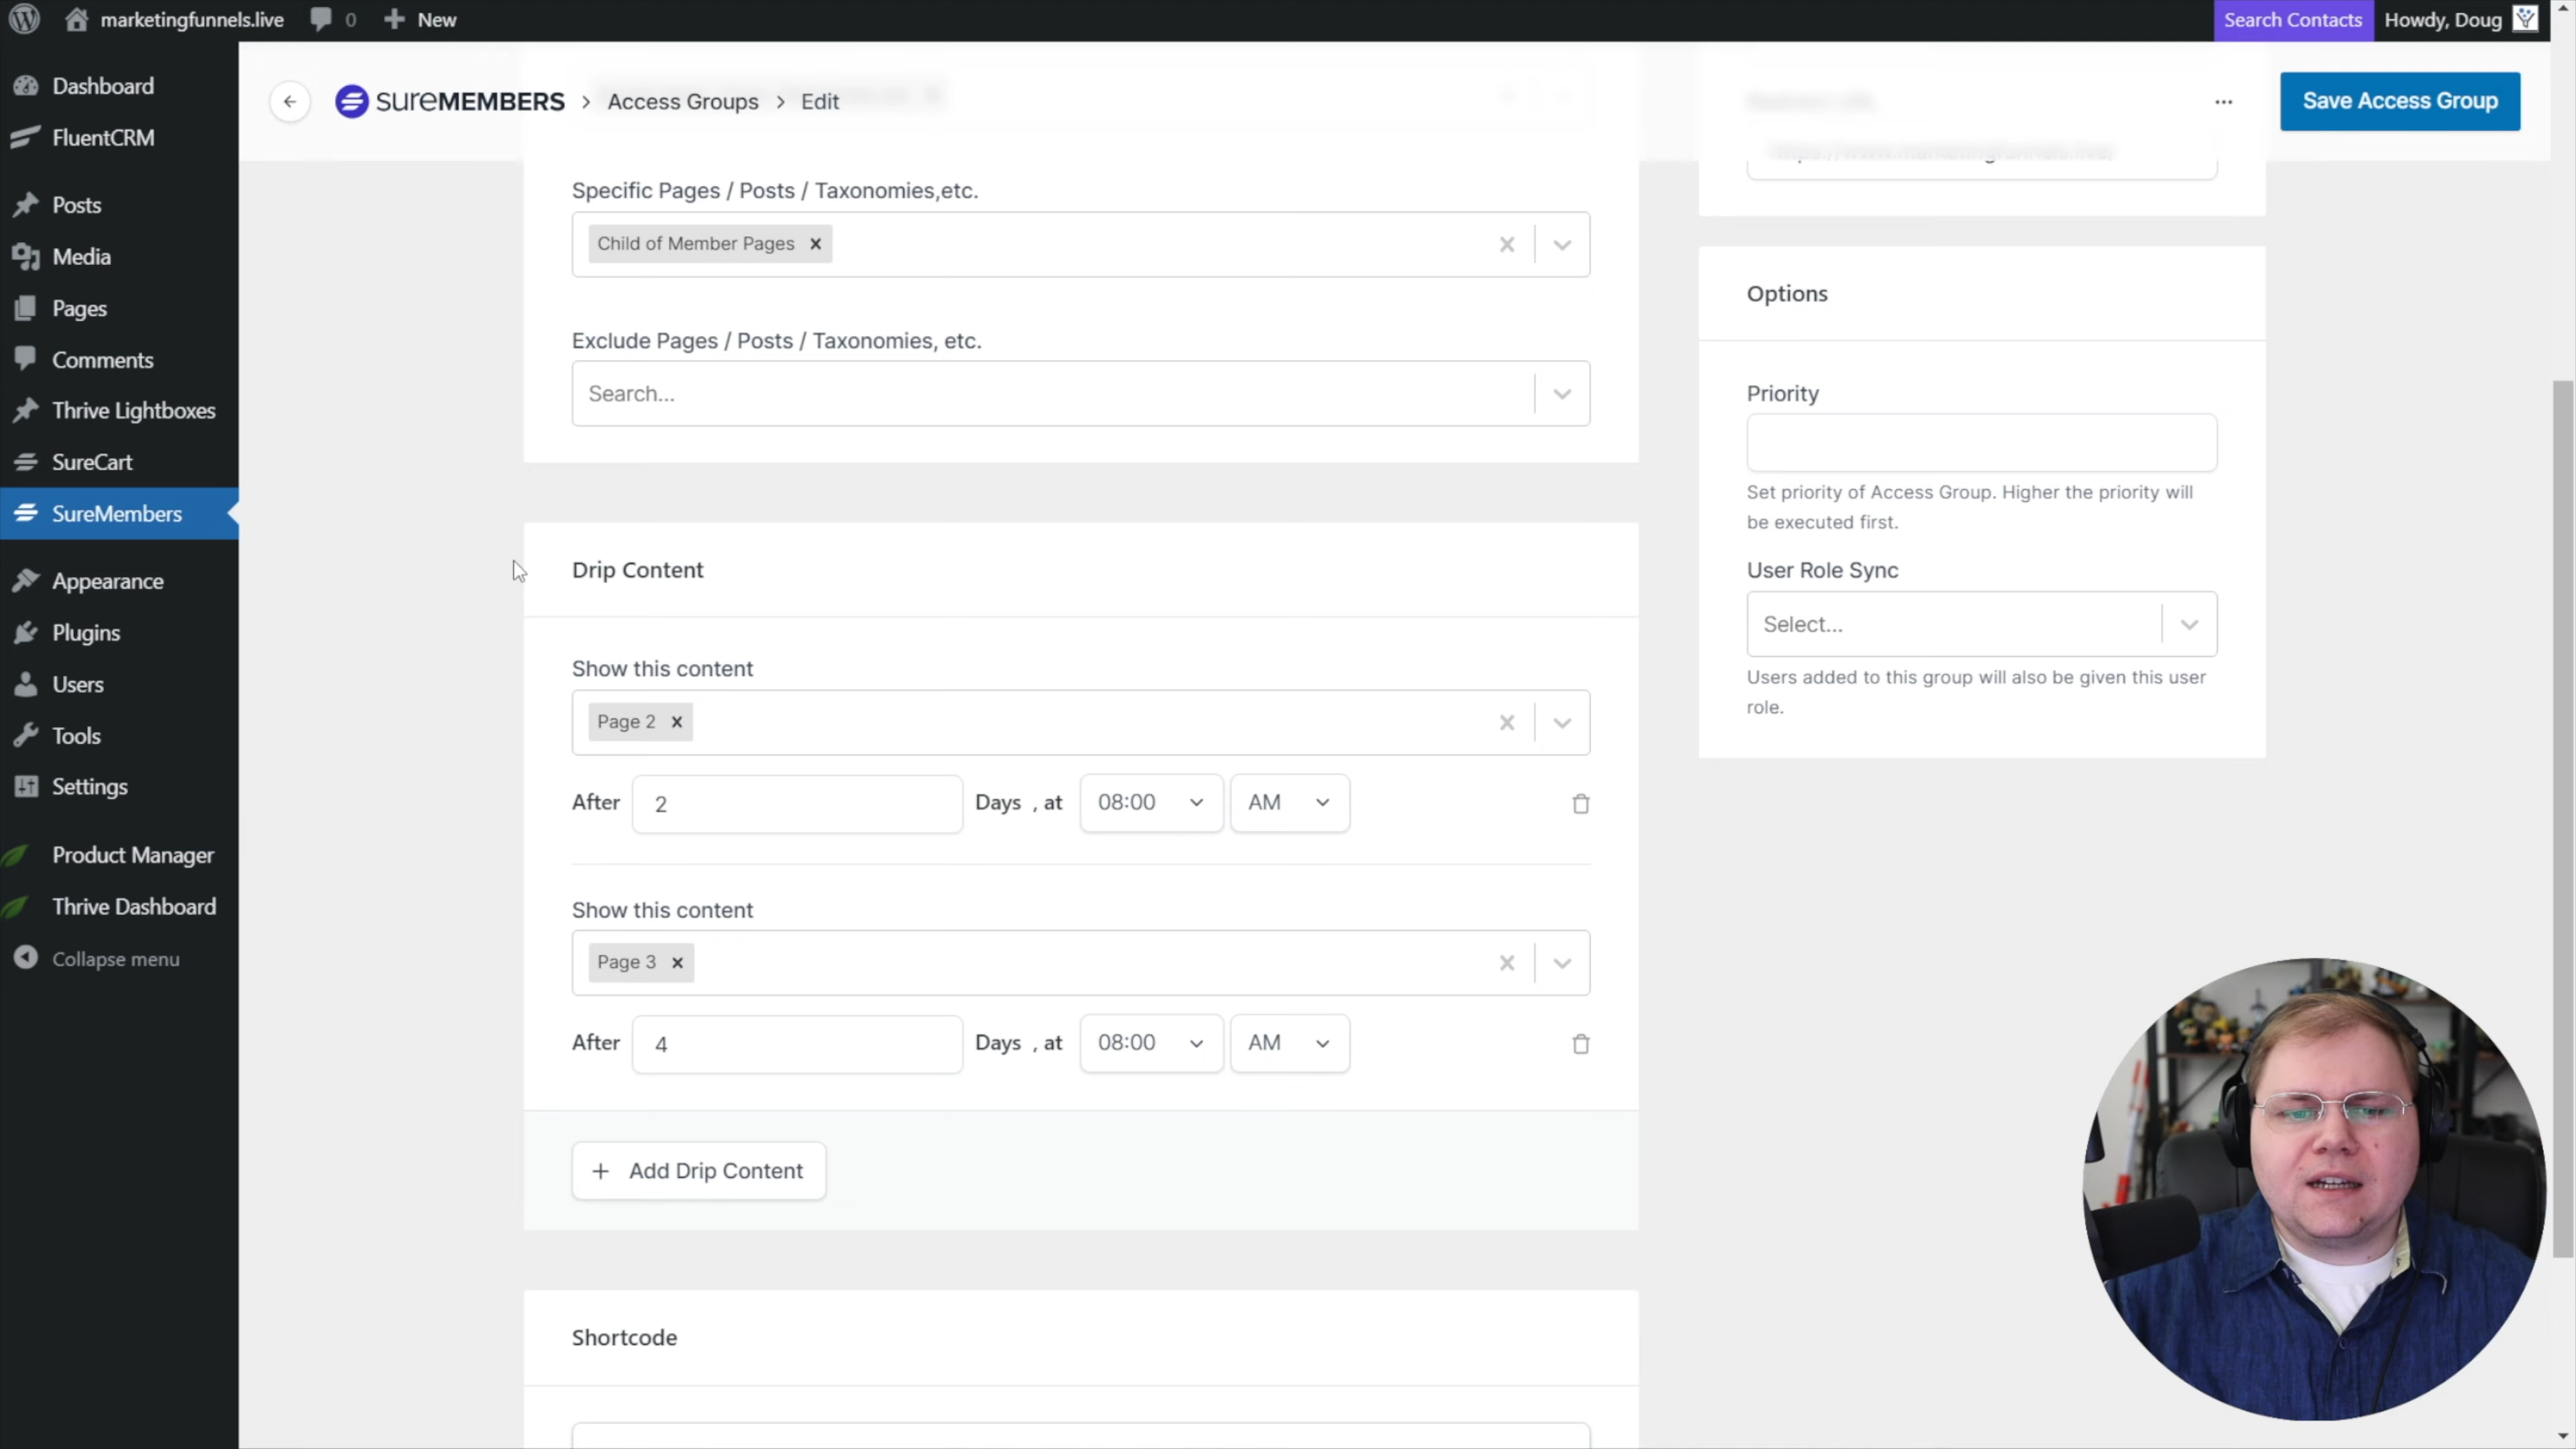 marketingfunnels.live 0 New Search Contacts Howdy, Doug
Dashboard
FluentCRM
Posts
Media
Pages
Comments
Thrive Lightboxes
SureCart
SureMembers
Appearance
Plugins
Users
Tools
Settings
Product Manager
Thrive Dashboard
Collapse menu
SUREMEMBERS > Access Groups > Edit
Save Access Group
Specific Pages / Posts / Taxonomies,etc.
Child of Member Pages
Exclude Pages / Posts / Taxonomies, etc.
Search...
Drip Content
Show this content
Page 2
After 2 Days , at 08:00 AM
Show this content
Page 3
After 4 Days , at 08:00 AM
+ Add Drip Content
Shortcode
Options
Priority
Set priority of Access Group. Higher the priority will
be executed first.
User Role Sync
Select...
Users added to this group will also be given this user
role.